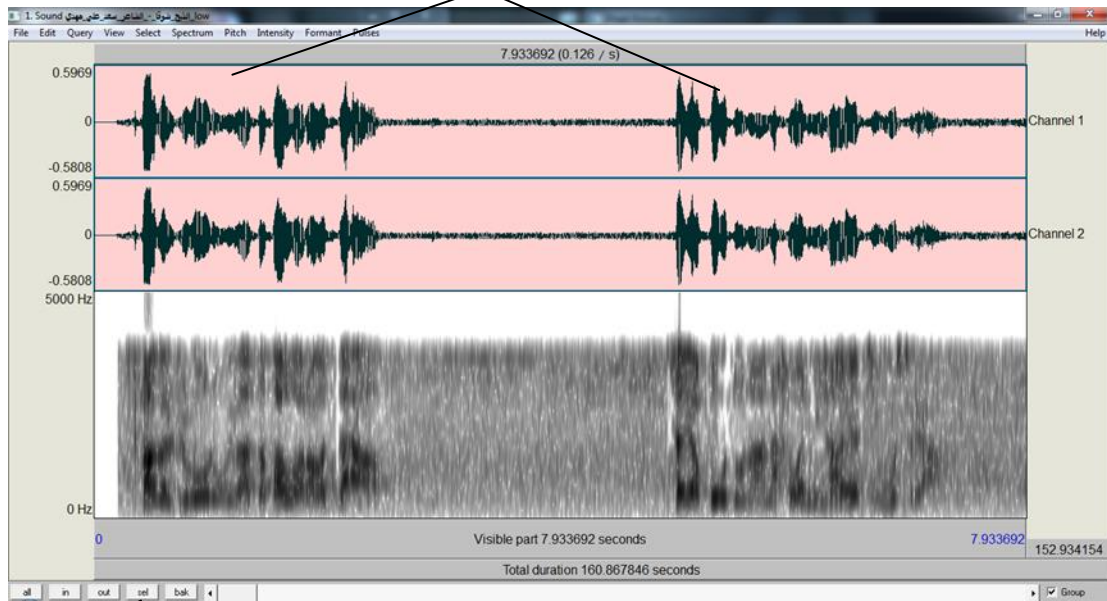 1. Sound انتج_شوة_-_الشاعر_سعد_علي_مهدي_low
File Edit Query View Select Spectrum Pitch Intensity Formant Pulses Help
7.933692 (0.126 / s)
0.5969
0
-0.5808
Channel 1
0.5969
0
-0.5808
Channel 2
5000 Hz
0 Hz
0 Visible part 7.933692 seconds 7.933692
152.934154
Total duration 160.867846 seconds
all in out sel bak Group